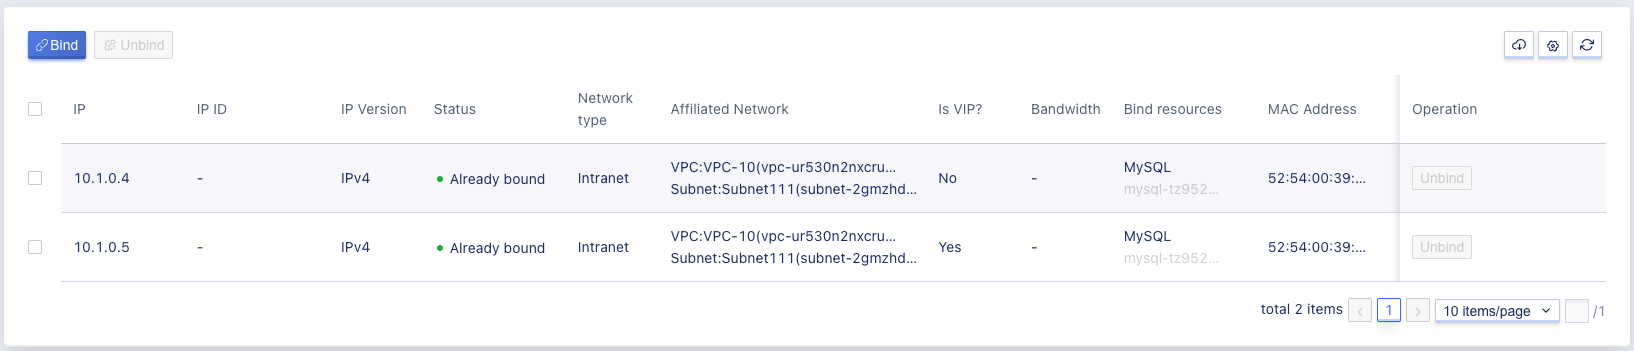 Bind Unbind
IP IP ID IP Version Status Network type Affiliated Network Is VIP? Bandwidth Bind resources MAC Address Operation
10.1.0.4 - IPv4 Already bound Intranet VPC:VPC-10(vpc-ur530n2nxcru... No - MySQL 52:54:00:39:... Unbind
Subnet:Subnet111(subnet-2gmzhd... mysql-tz952...
10.1.0.5 - IPv4 Already bound Intranet VPC:VPC-10(vpc-ur530n2nxcru... Yes - MySQL 52:54:00:39:... Unbind
Subnet:Subnet111(subnet-2gmzhd... mysql-tz952...
total 2 items < 1 > 10 items/page /1